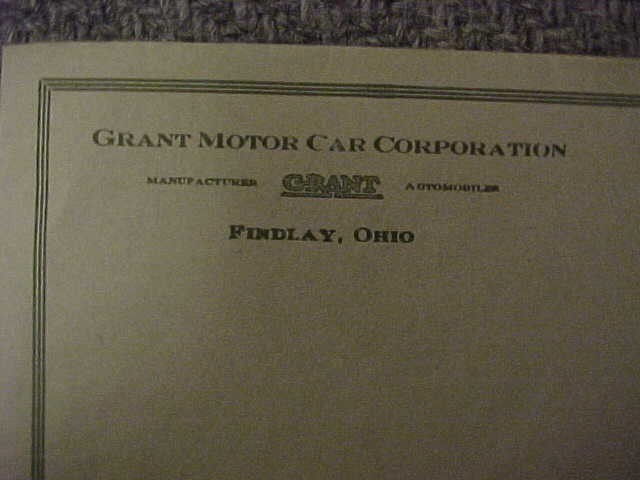 GRANT MOTOR CAR CORPORATION
MANUFACTURER GRANT AUTOMOBILES
FINDLAY, OHIO